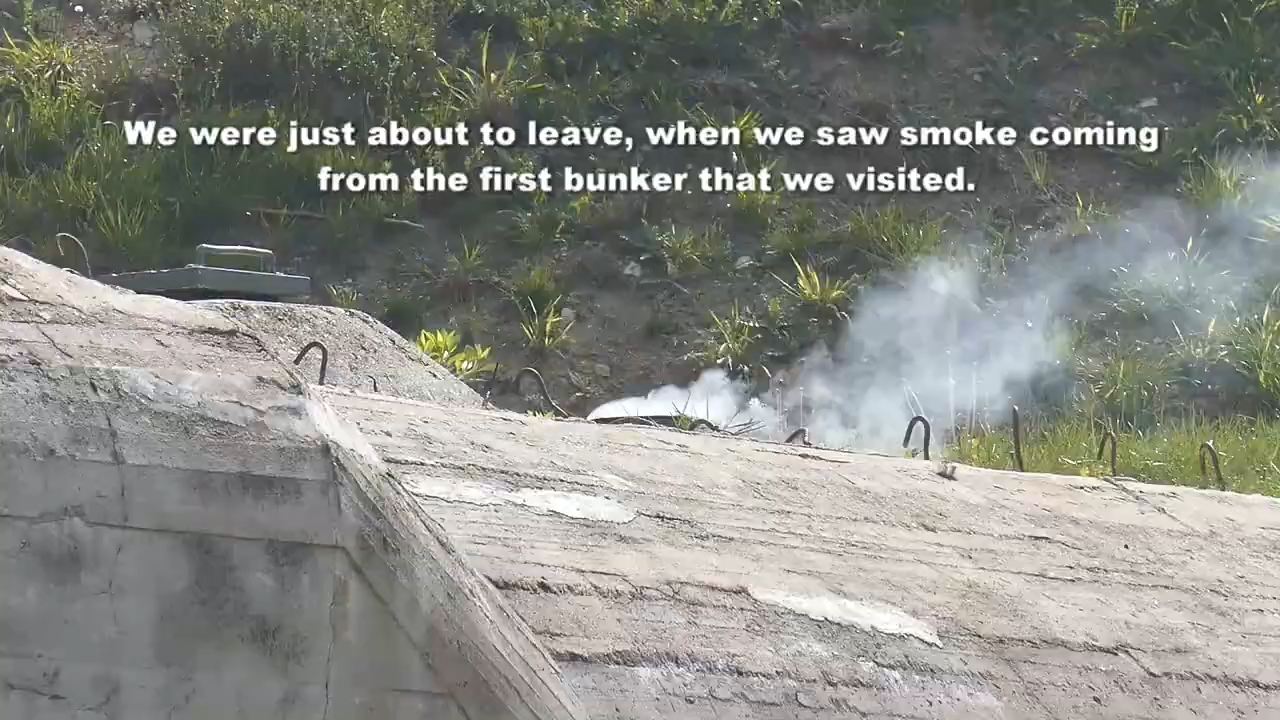 We were just about to leave, when we saw smoke coming
from the first bunker that we visited.